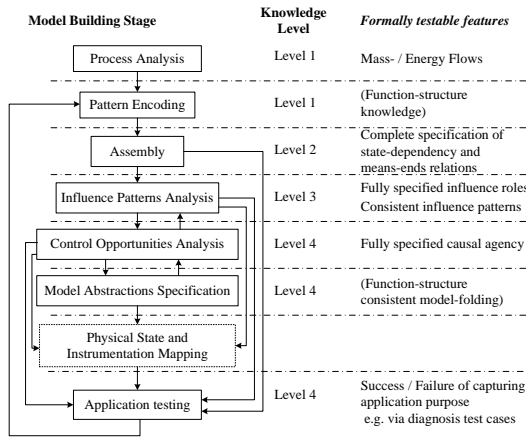 Model Building Stage
Knowledge
Level
Formally testable features
Process Analysis
Level 1
Mass- / Energy Flows
Pattern Encoding
Level 1
(Function-structure
knowledge)
Assembly
Level 2
Complete specification of
state-dependency and
means-ends relations
Influence Patterns Analysis
Level 3
Fully specified influence roles
Consistent influence patterns
Control Opportunities Analysis
Level 4
Fully specified causal agency
Model Abstractions Specification
Level 4
(Function-structure
consistent model-folding)
Physical State and
Instrumentation Mapping
Application testing
Level 4
Success / Failure of capturing
application purpose
e.g. via diagnosis test cases